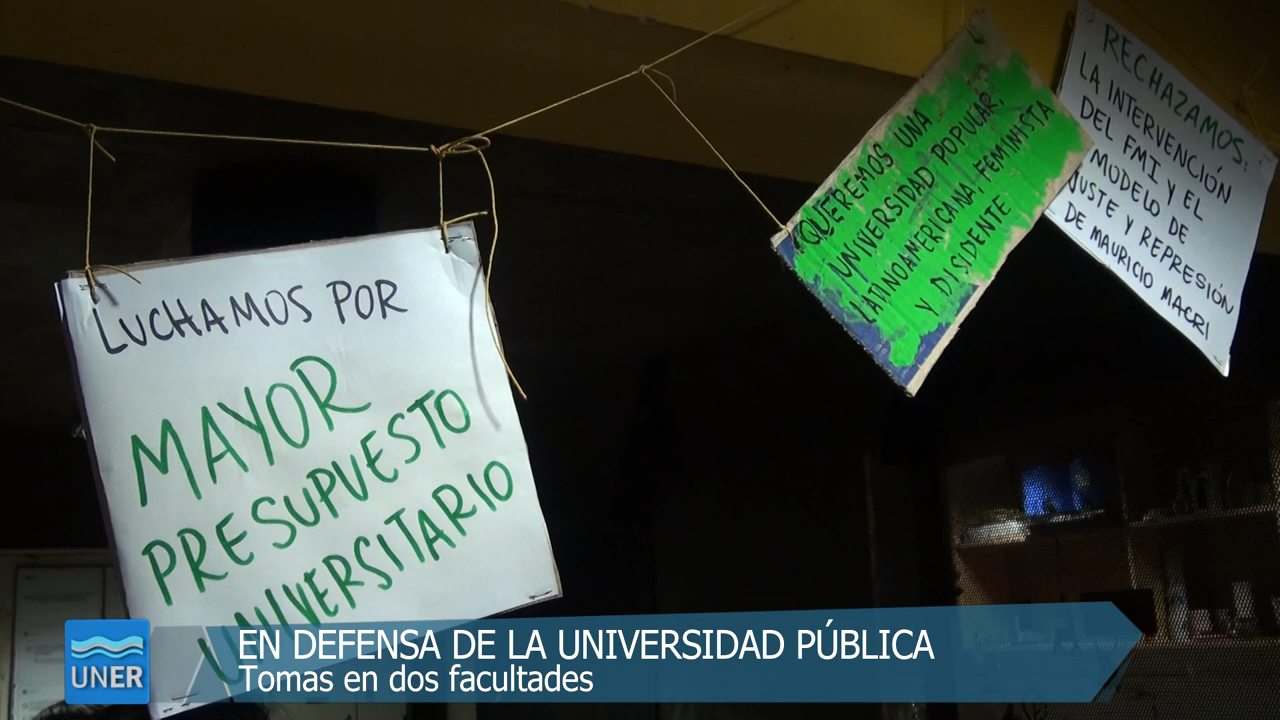 LUCHAMOS POR
MAYOR
PRESUPUESTO
UNIVERSITARIO
QUEREMOS UNA
UNIVERSIDAD POPULAR,
LATINOAMERICANA, FEMINISTA
Y DISIDENTE
RECHAZAMOS:
LA INTERVENCIÓN
DEL FMI Y EL
MODELO DE
AJUSTE Y REPRESIÓN
DE MAURICIO MACRI
UNER
EN DEFENSA DE LA UNIVERSIDAD PÚBLICA
Tomas en dos facultades